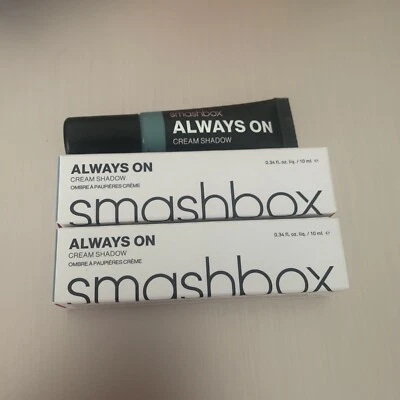 smashbox
ALWAYS ON
CREAM SHADOW
ALWAYS ON
CREAM SHADOW
OMBRE À PAUPIÈRES CRÈME
0.34 fl. oz. liq. / 10 ml ℮
smashbox
ALWAYS ON
CREAM SHADOW
OMBRE À PAUPIÈRES CRÈME
0.34 fl. oz. liq. / 10 ml ℮
smashbox